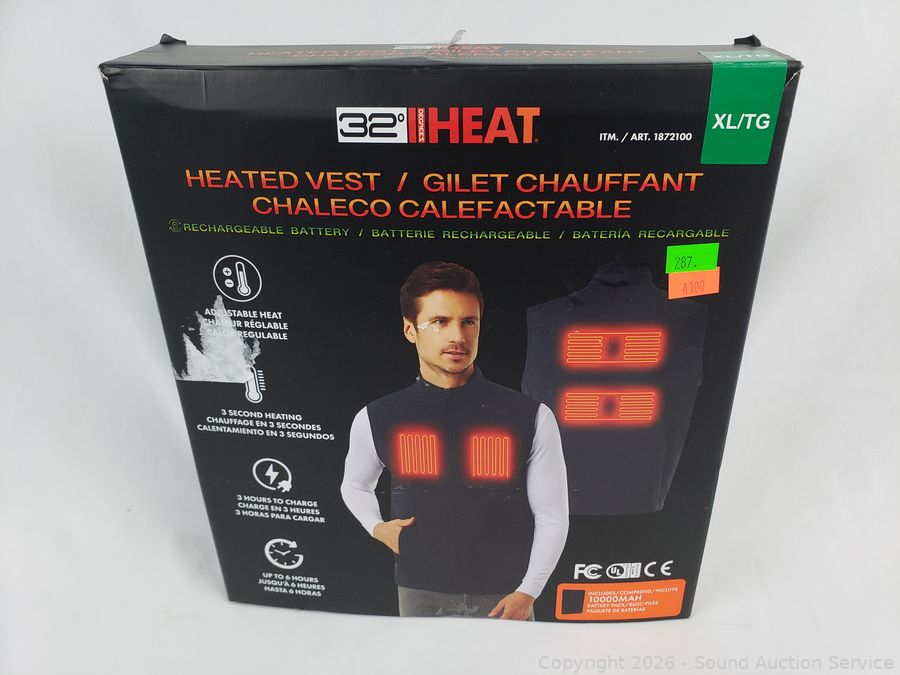 XL/TG
32° DEGREES HEAT
ITM. / ART. 1872100
XL/TG
HEATED VEST / GILET CHAUFFANT
CHALECO CALEFACTABLE
RECHARGEABLE BATTERY / BATTERIE RECHARGEABLE / BATERÍA RECARGABLE
287.
4100
ADJUSTABLE HEAT
CHALEUR RÉGLABLE
REGULABLE
3 SECOND HEATING
CHAUFFAGE EN 3 SECONDES
CALENTAMIENTO EN 3 SEGUNDOS
3 HOURS TO CHARGE
CHARGE EN 3 HEURES
3 HORAS PARA CARGAR
UP TO 6 HOURS
JUSQU'À 6 HEURES
HASTA 6 HORAS
FC UL CE
INCLUDES/COMPREND/INCLUYE
10000MAH
BATTERY PACK/BLOC-PILES
PAQUETE DE BATERÍAS
Copyright 2026 - Sound Auction Service